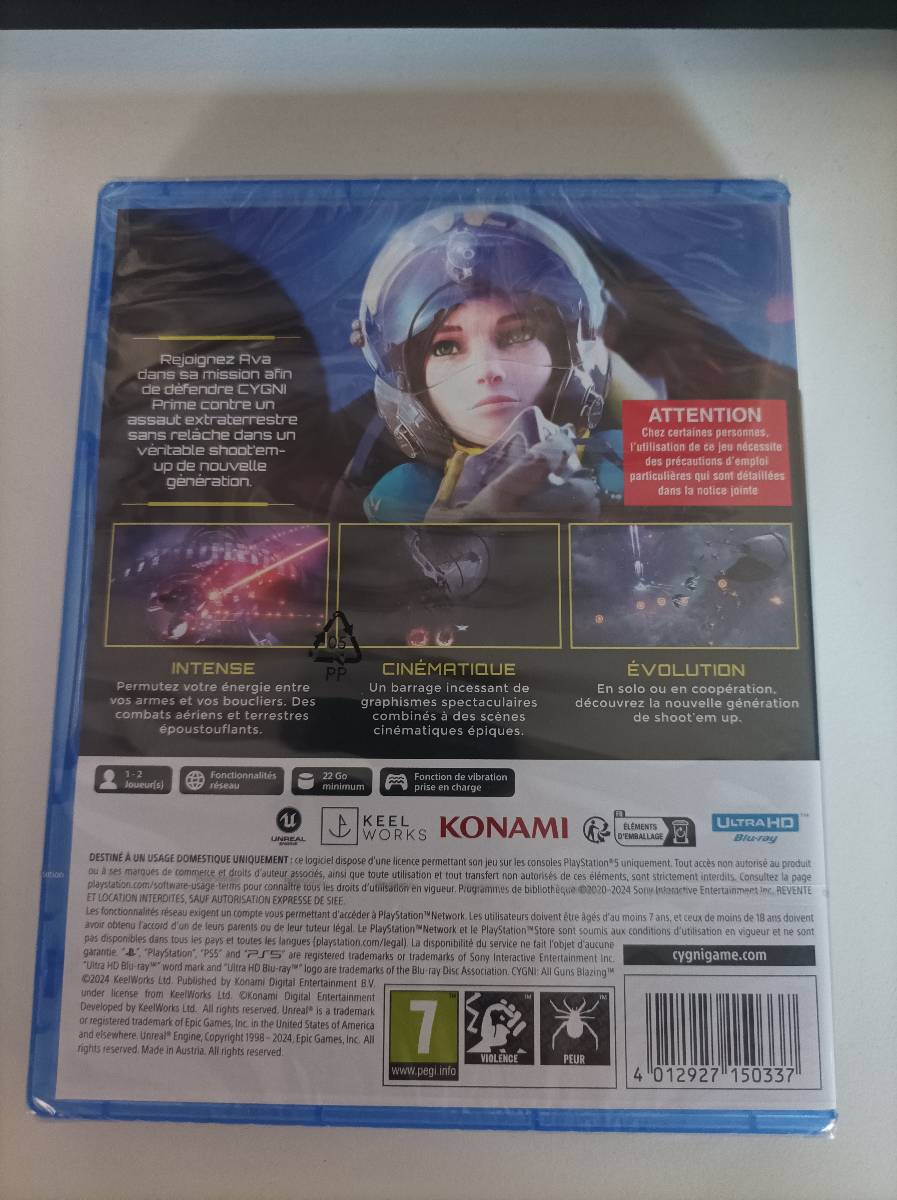 Rejoignez Ava
dans sa mission afin
de défendre CYGNI
Prime contre un
assaut extraterrestre
sans relâche dans un
véritable shoot'em-
up de nouvelle
génération.
ATTENTION
Chez certaines personnes,
l'utilisation de ce jeu nécessite
des précautions d'emploi
particulières qui sont détaillées
dans la notice jointe
05
PP
INTENSE
Permutez votre énergie entre
vos armes et vos boucliers. Des
combats aériens et terrestres
époustouflants.
CINÉMATIQUE
Un barrage incessant de
graphismes spectaculaires
combinés à des scènes
cinématiques épiques.
ÉVOLUTION
En solo ou en coopération,
découvrez la nouvelle génération
de shoot'em up.
1 - 2
Joueur(s)
Fonctionnalités
réseau
22 Go
minimum
Fonction de vibration
prise en charge
UNREAL
ENGINE
KEEL
WORKS
KONAMI
FR
ÉLÉMENTS
D'EMBALLAGE
ULTRA HD™
Blu-ray
DESTINÉ À UN USAGE DOMESTIQUE UNIQUEMENT : ce logiciel dispose d'une licence permettant son jeu sur les consoles PlayStation®5 uniquement. Tout accès non autorisé au produit
ou à ses marques de commerce et droits d'auteur associés, ainsi que toute utilisation et tout transfert non autorisés de ces éléments, sont strictement interdits. Consultez la page
playstation.com/software-usage-terms pour connaître tous les droits d'utilisation en vigueur. Programmes de bibliothèque ©2020-2024 Sony Interactive Entertainment Inc. REVENTE
ET LOCATION INTERDITES, SAUF AUTORISATION EXPRESSE DE SIEE.
Les fonctionnalités réseau exigent un compte vous permettant d'accéder à PlayStation™Network. Les utilisateurs doivent être âgés d'au moins 7 ans, et ceux de moins de 18 ans doivent
avoir obtenu l'accord d'un de leurs parents ou de leur tuteur légal. Le PlayStation™Network et le PlayStation™Store sont soumis aux conditions d'utilisation en vigueur et ne sont
pas disponibles dans tous les pays et toutes les langues (playstation.com/legal). La disponibilité du service ne fait l'objet d'aucune
garantie. "PS", "PlayStation", "PS5" and "PS5" are registered trademarks or trademarks of Sony Interactive Entertainment Inc.
"Ultra HD Blu-ray™" word mark and "Ultra HD Blu-ray™" logo are trademarks of the Blu-ray Disc Association. CYGNI: All Guns Blazing™
©2024 KeelWorks Ltd. Published by Konami Digital Entertainment B.V.
under license from KeelWorks Ltd. ©Konami Digital Entertainment
Developed by KeelWorks Ltd. All rights reserved. Unreal® is a trademark
or registered trademark of Epic Games, Inc. in the United States of America
and elsewhere. Unreal® Engine, Copyright 1998 – 2024, Epic Games, Inc. All
rights reserved. Made in Austria. All rights reserved.
cygnigame.com
7
www.pegi.info
VIOLENCE
PEUR
4 012927 150337